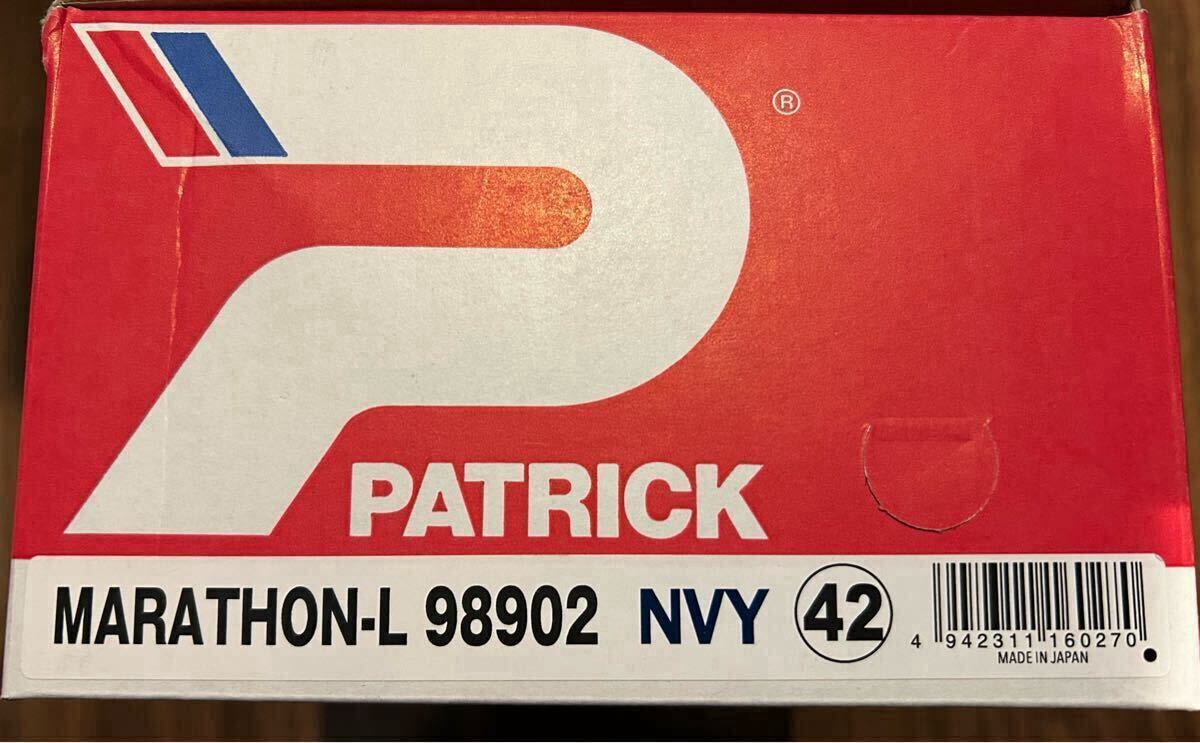 ®
PATRICK
MARATHON-L 98902 NVY 42
4 942311 160270
MADE IN JAPAN